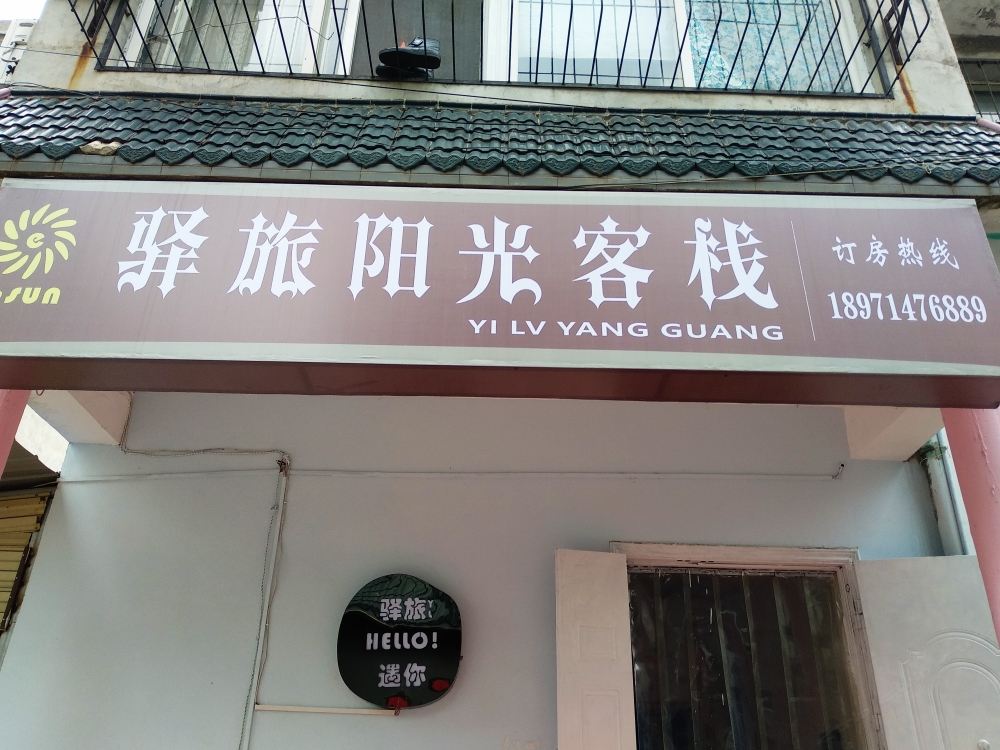 sun
驿旅阳光客栈
YI LV YANG GUANG
订房热线
18971476889
驿旅
HELLO!
迷你